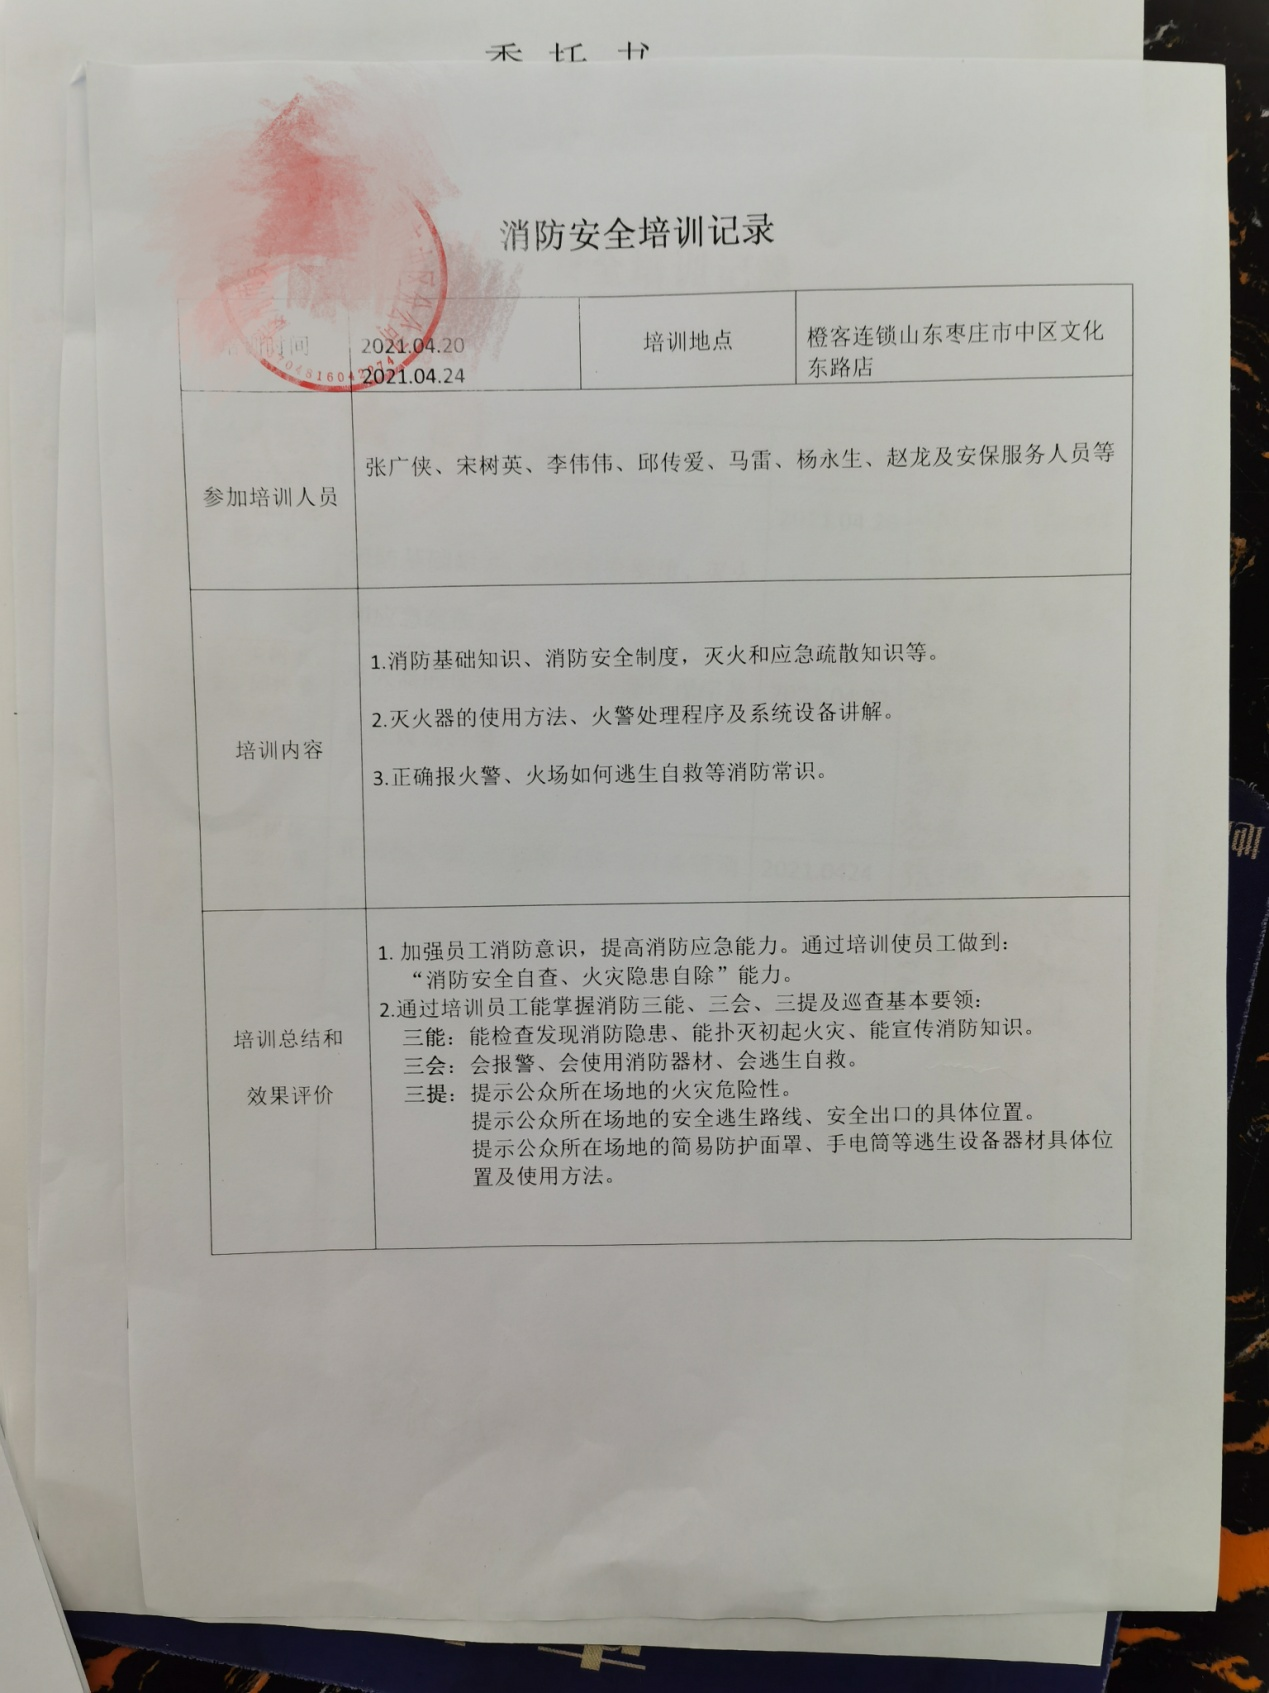 委托书
消防安全培训记录
时间
2021.04.20
2021.04.24
培训地点
橙客连锁山东枣庄市中区文化
东路店
参加培训人员
张广侠、宋树英、李伟伟、邱传爱、马雷、杨永生、赵龙及安保服务人员等
培训内容
1.消防基础知识、消防安全制度，灭火和应急疏散知识等。
2.灭火器的使用方法、火警处理程序及系统设备讲解。
3.正确报火警、火场如何逃生自救等消防常识。
培训总结和
效果评价
1. 加强员工消防意识，提高消防应急能力。通过培训使员工做到：
“消防安全自查、火灾隐患自除”能力。
2.通过培训员工能掌握消防三能、三会、三提及巡查基本要领：
三能：能检查发现消防隐患、能扑灭初起火灾、能宣传消防知识。
三会：会报警、会使用消防器材、会逃生自救。
三提：提示公众所在场地的火灾危险性。
提示公众所在场地的安全逃生路线、安全出口的具体位置。
提示公众所在场地的简易防护面罩、手电筒等逃生设备器材具体位
置及使用方法。